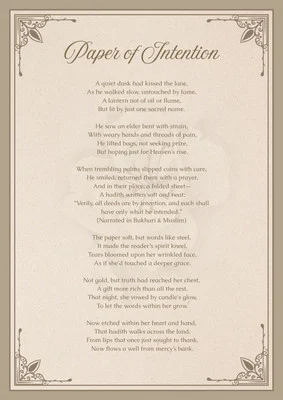 Paper of Intention
A quiet dusk had kissed the lane,
As he walked slow, untouched by fame.
A lantern not of oil or flame,
But lit by just one sacred name.
He saw an elder bent with strain,
With weary hands and threads of pain,
He lifted bags, not seeking prize,
But hoping just for Heaven's rise.
When trembling palms slipped coins with care,
He smiled, returned them with a prayer,
And in their place, a folded sheet—
A hadith written soft and neat:
"Verily, all deeds are by intention, and each shall
have only what he intended."
(Narrated in Bukhari & Muslim)
The paper soft, but words like steel,
It made the reader's spirit kneel,
Tears bloomed upon her wrinkled face,
As if she'd touched a deeper grace.
Not gold, but truth had reached her chest,
A gift more rich than all the rest.
That night, she vowed by candle's glow,
To let the words within her grow.
Now etched within her heart and hand,
That hadith walks across the land,
From lips that once just sought to thank,
Now flows a well from mercy's bank.